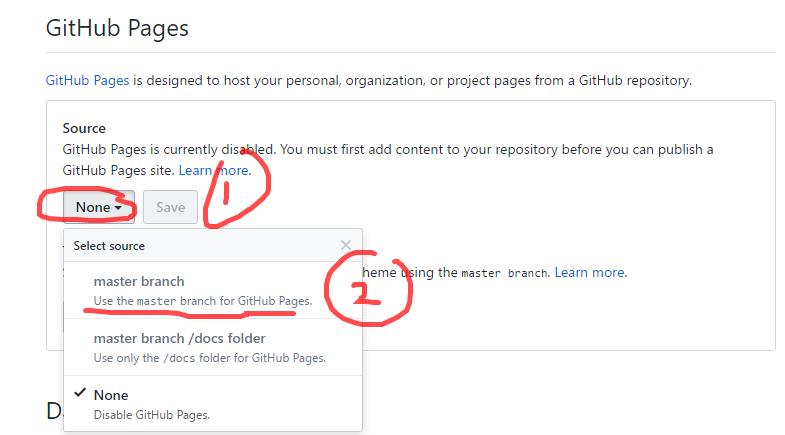 GitHub Pages
GitHub Pages is designed to host your personal, organization, or project pages from a GitHub repository.
Source
GitHub Pages is currently disabled. You must first add content to your repository before you can publish a
GitHub Pages site. Learn more.
1
None
Save
Select source
heme using the master branch. Learn more.
master branch
Use the master branch for GitHub Pages.
2
master branch /docs folder
Use only the /docs folder for GitHub Pages.
None
Disable GitHub Pages.
D